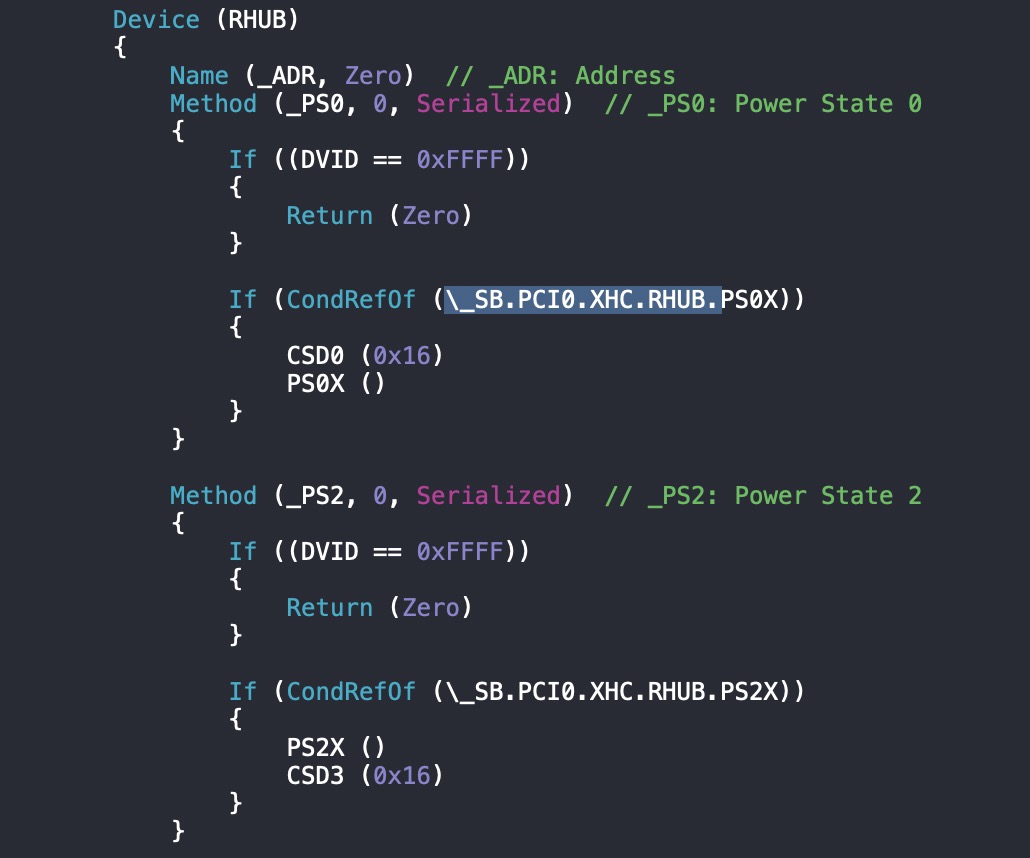 Device (RHUB)
{
    Name (_ADR, Zero)  // _ADR: Address
    Method (_PS0, 0, Serialized)  // _PS0: Power State 0
    {
        If ((DVID == 0xFFFF))
        {
            Return (Zero)
        }

        If (CondRefOf (\_SB.PCI0.XHC.RHUB.PS0X))
        {
            CSD0 (0x16)
            PS0X ()
        }
    }

    Method (_PS2, 0, Serialized)  // _PS2: Power State 2
    {
        If ((DVID == 0xFFFF))
        {
            Return (Zero)
        }

        If (CondRefOf (\_SB.PCI0.XHC.RHUB.PS2X))
        {
            PS2X ()
            CSD3 (0x16)
        }
    }